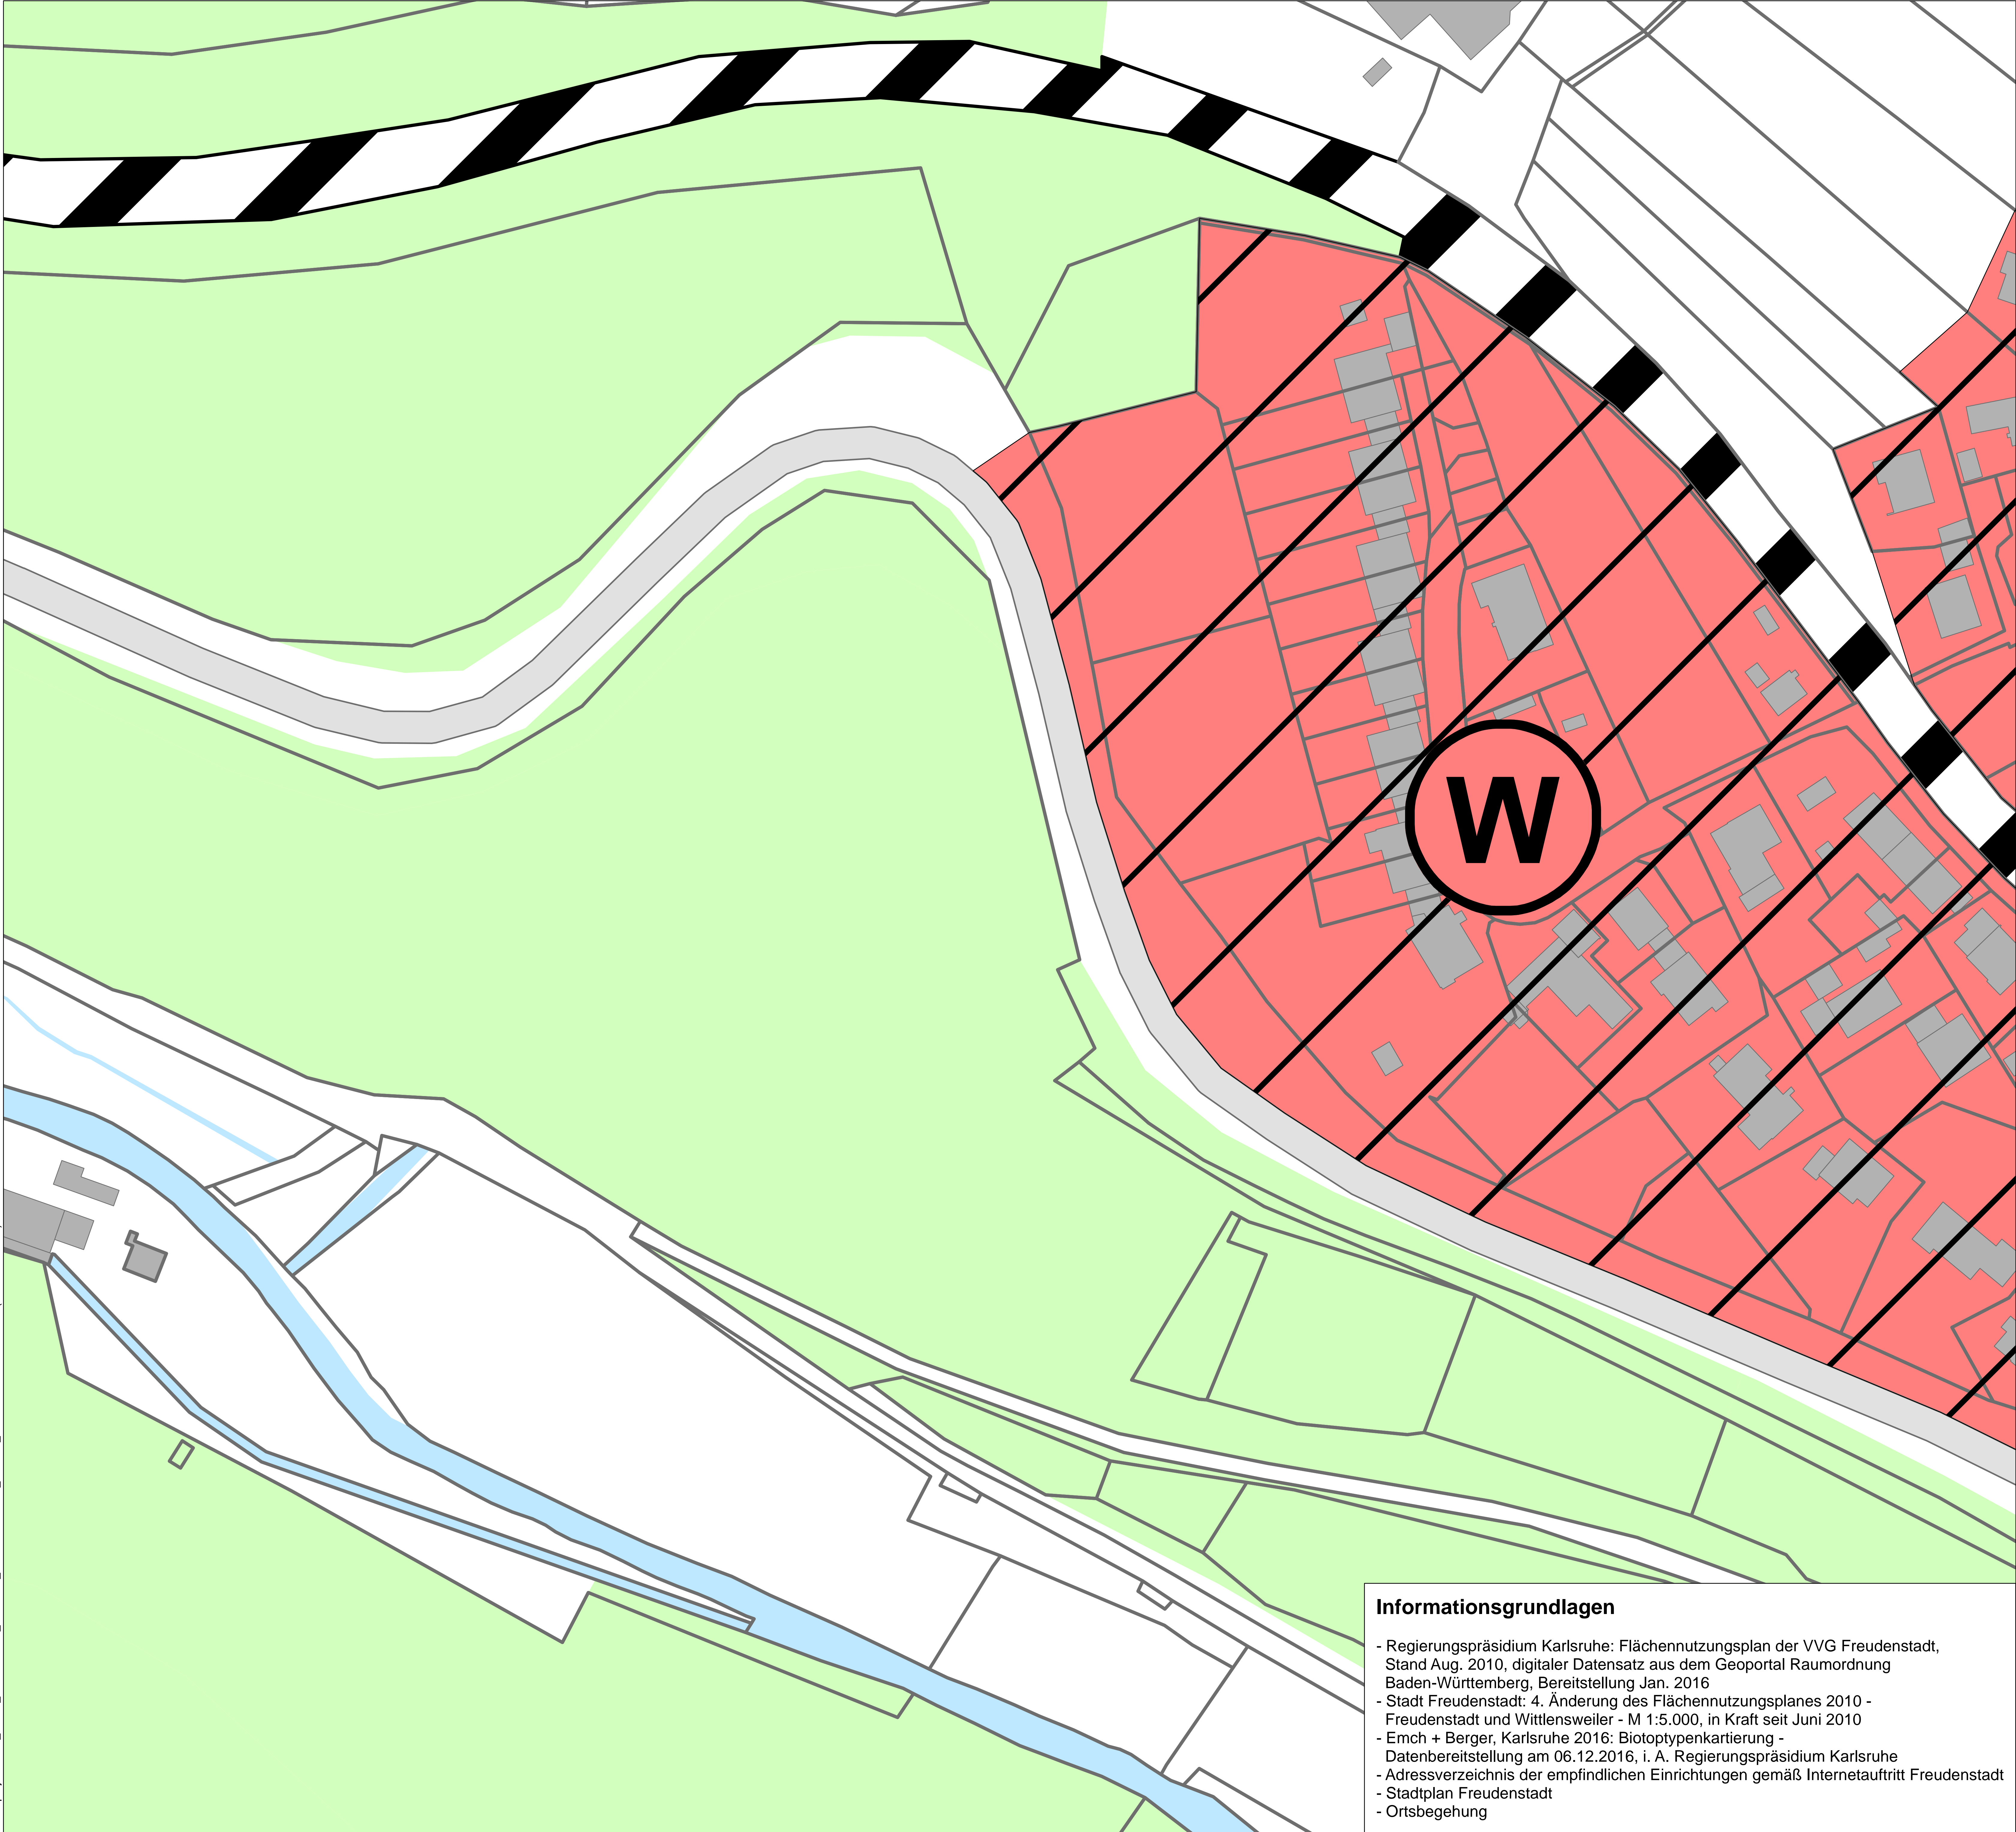 W
Informationsgrundlagen
- Regierungspräsidium Karlsruhe: Flächennutzungsplan der VVG Freudenstadt,
Stand Aug. 2010, digitaler Datensatz aus dem Geoportal Raumordnung
Baden-Württemberg, Bereitstellung Jan. 2016
- Stadt Freudenstadt: 4. Änderung des Flächennutzungsplanes 2010 -
Freudenstadt und Wittlensweiler - M 1:5.000, in Kraft seit Juni 2010
- Emch + Berger, Karlsruhe 2016: Biotoptypenkartierung -
Datenbereitstellung am 06.12.2016, i. A. Regierungspräsidium Karlsruhe
- Adressverzeichnis der empfindlichen Einrichtungen gemäß Internetauftritt Freudenstadt
- Stadtplan Freudenstadt
- Ortsbegehung